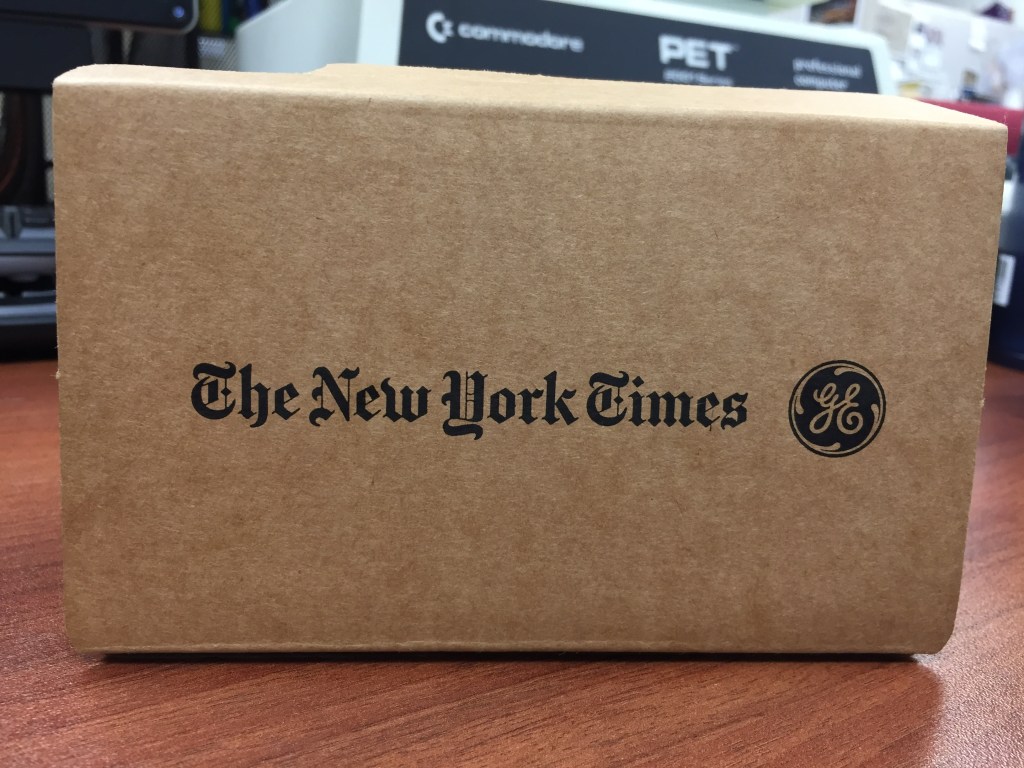 commodore
PET
professional
computer
The New York Times GE